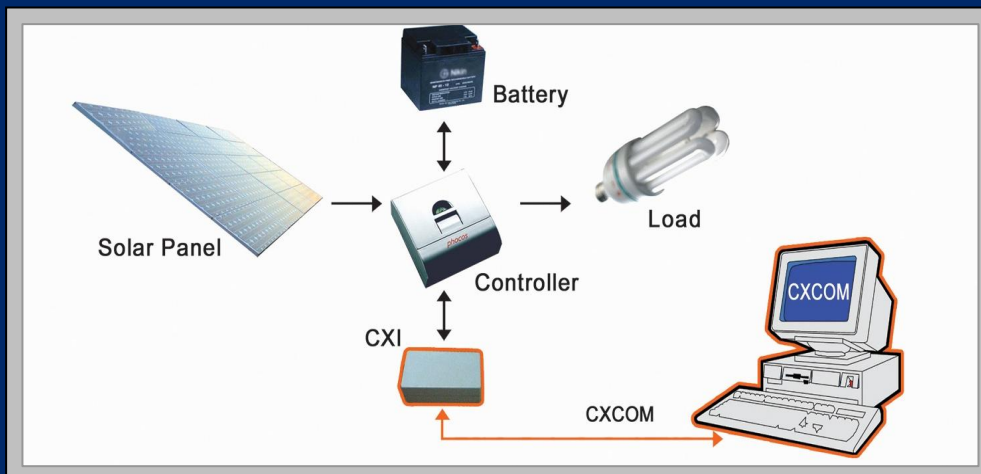 Battery
Solar Panel
Load
phocos
Controller
CXI
CXCOM
CXCOM